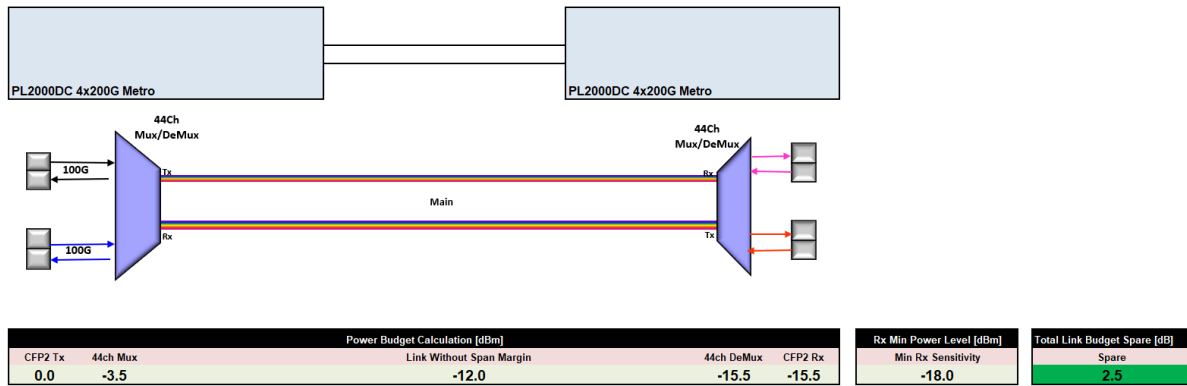 PL2000DC 4x200G Metro
PL2000DC 4x200G Metro
44Ch
Mux/DeMux
44Ch
Mux/DeMux
100G
Tx
Rx
Main
100G
Rx
Tx
Power Budget Calculation [dBm]
CFP2 Tx 44ch Mux Link Without Span Margin 44ch DeMux CFP2 Rx
0.0 -3.5 -12.0 -15.5 -15.5
Rx Min Power Level [dBm]
Min Rx Sensitivity
-18.0
Total Link Budget Spare [dB]
Spare
2.5